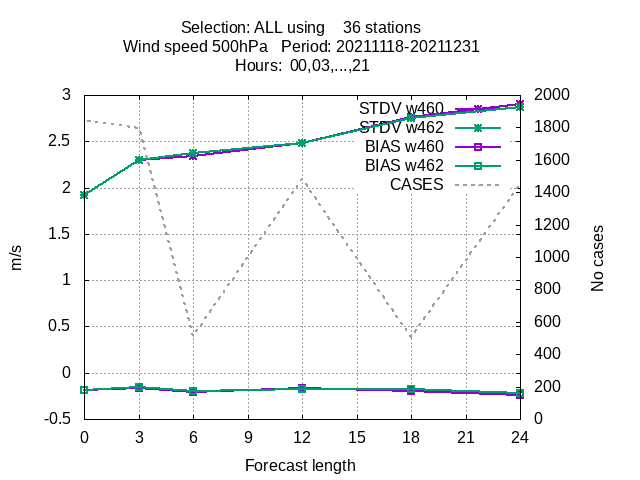 Selection: ALL using    36 stations
Wind speed 500hPa   Period: 20211118-20211231
Hours:  00,03,...,21
3 2000
STDV w460
2.5 1800
STDV w462
BIAS w460
2 1600
BIAS w462
CASES
1.5 1400
1 1200
0.5 1000
0 800
-0.5 600
400
200
0
m/s
No cases
0 3 6 9 12 15 18 21 24
Forecast length